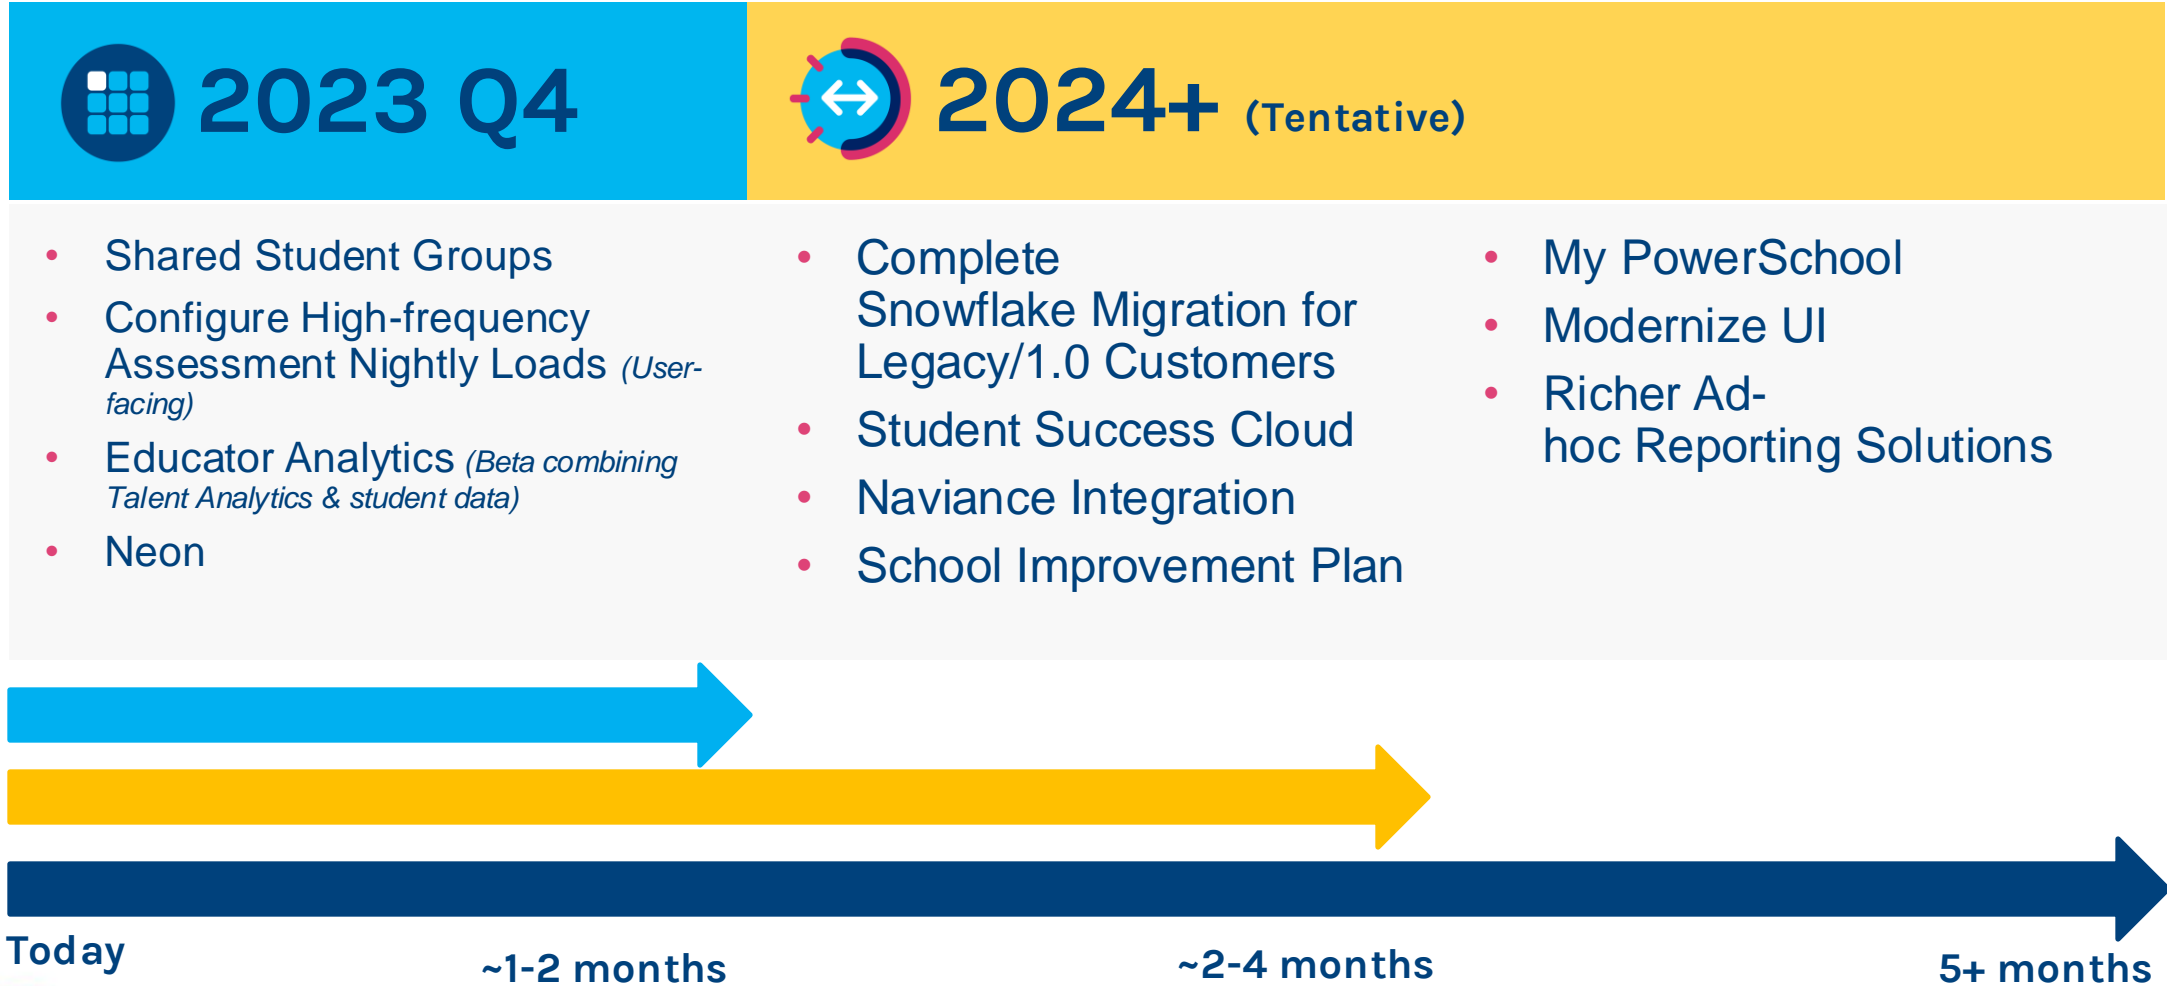 2023 Q4
2024+ (Tentative)
• Shared Student Groups
• Configure High-frequency
Assessment Nightly Loads (User-
facing)
• Educator Analytics (Beta combining
Talent Analytics & student data)
• Neon
• Complete
Snowflake Migration for
Legacy/1.0 Customers
• Student Success Cloud
• Naviance Integration
• School Improvement Plan
• My PowerSchool
• Modernize UI
• Richer Ad-
hoc Reporting Solutions
Today
~1-2 months
~2-4 months
5+ months